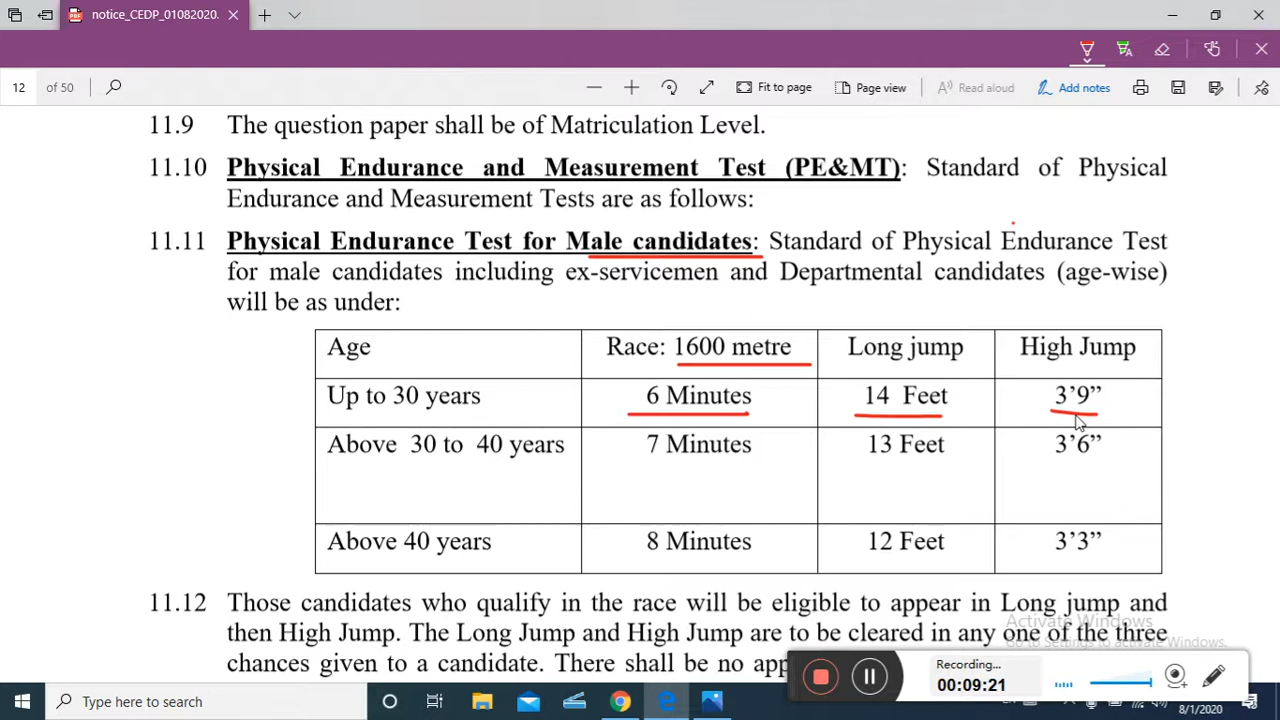 notice_CEDP_01082020.
12 of 50 Fit to page Page view Read aloud Add notes
11.9 The question paper shall be of Matriculation Level.
11.10 Physical Endurance and Measurement Test (PE&MT): Standard of Physical
Endurance and Measurement Tests are as follows:
11.11 Physical Endurance Test for Male candidates: Standard of Physical Endurance Test
for male candidates including ex-servicemen and Departmental candidates (age-wise)
will be as under:
Age Race: 1600 metre Long jump High Jump
Up to 30 years 6 Minutes 14 Feet 3’9”
Above 30 to 40 years 7 Minutes 13 Feet 3’6”
Above 40 years 8 Minutes 12 Feet 3’3”
11.12 Those candidates who qualify in the race will be eligible to appear in Long jump and
then High Jump. The Long Jump and High Jump are to be cleared in any one of the three
chances given to a candidate. There shall be no app
Activate Windows
Go to Settings to activate Windows.
Recording...
00:09:21
Type here to search
8/1/2020